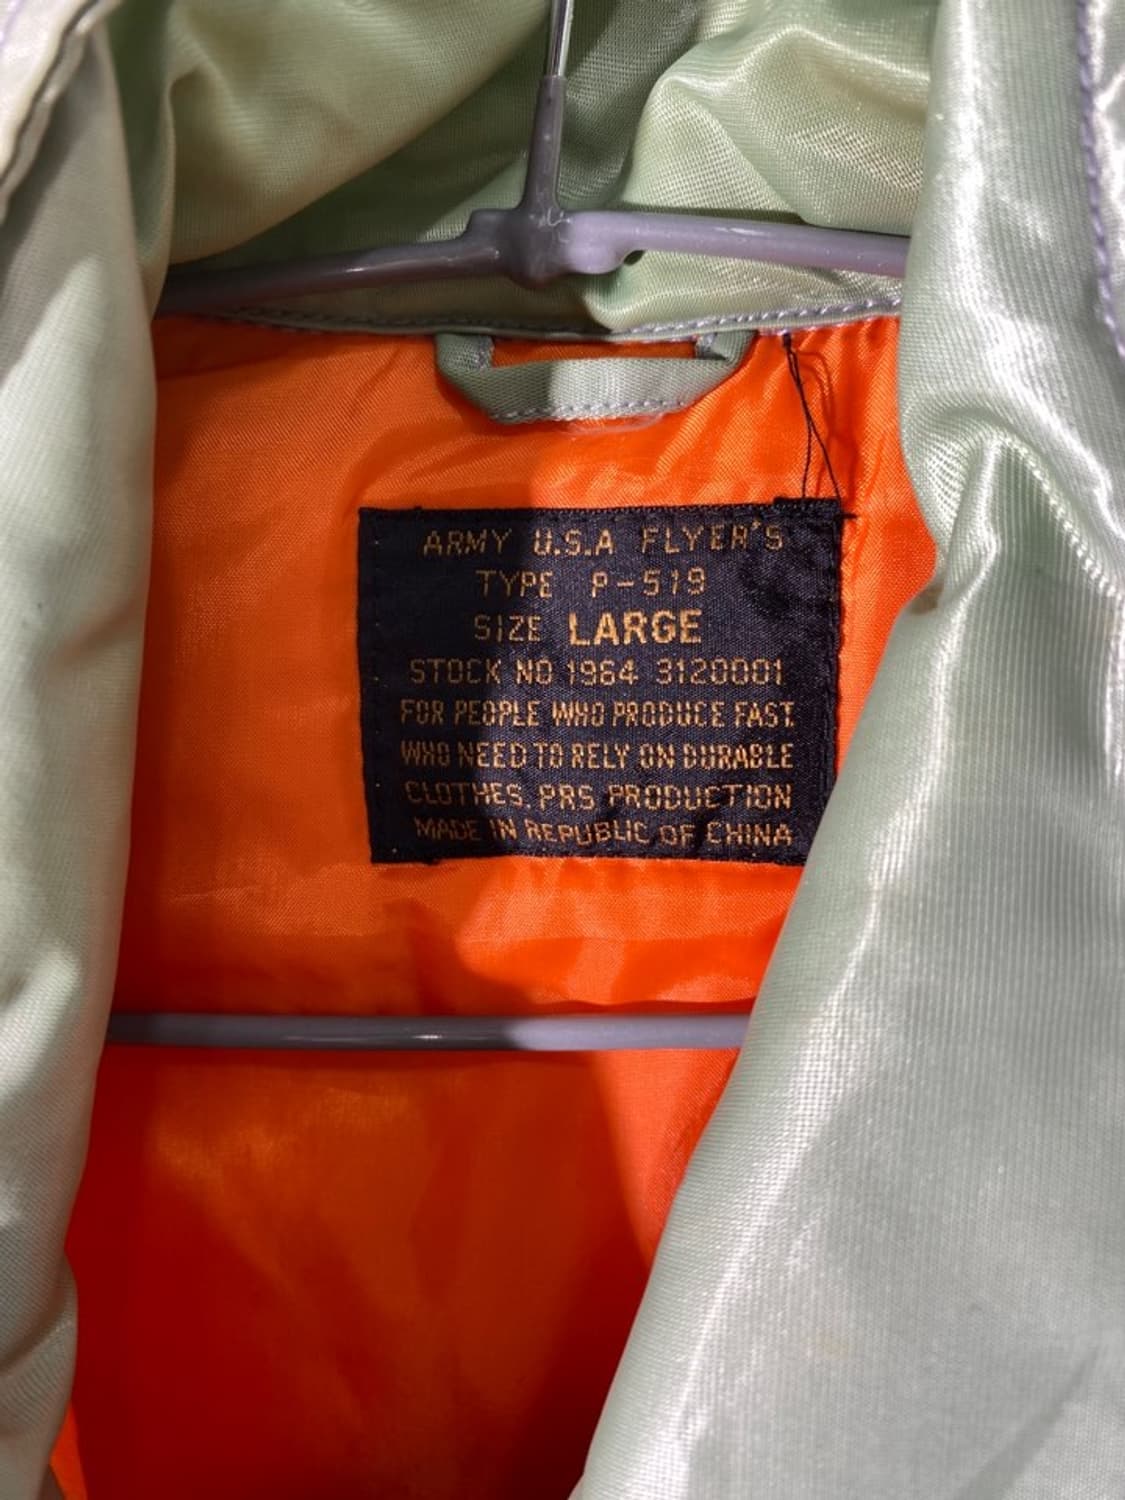 ARMY U.S.A FLYER'S
TYPE P-519
SIZE LARGE
STOCK NO 1964 3120001
FOR PEOPLE WHO PRODUCE FAST.
WHO NEED TO RELY ON DURABLE
CLOTHES. PRS PRODUCTION
MADE IN REPUBLIC OF CHINA